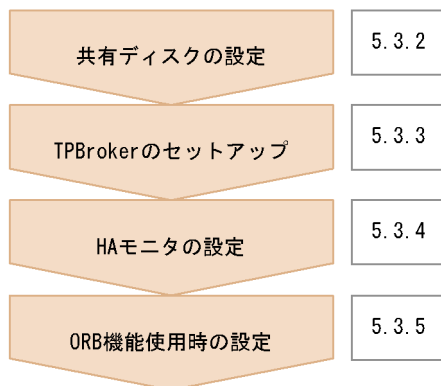 共有ディスクの設定
5.3.2
TPBrokerのセットアップ
5.3.3
HAモニタの設定
5.3.4
ORB機能使用時の設定
5.3.5